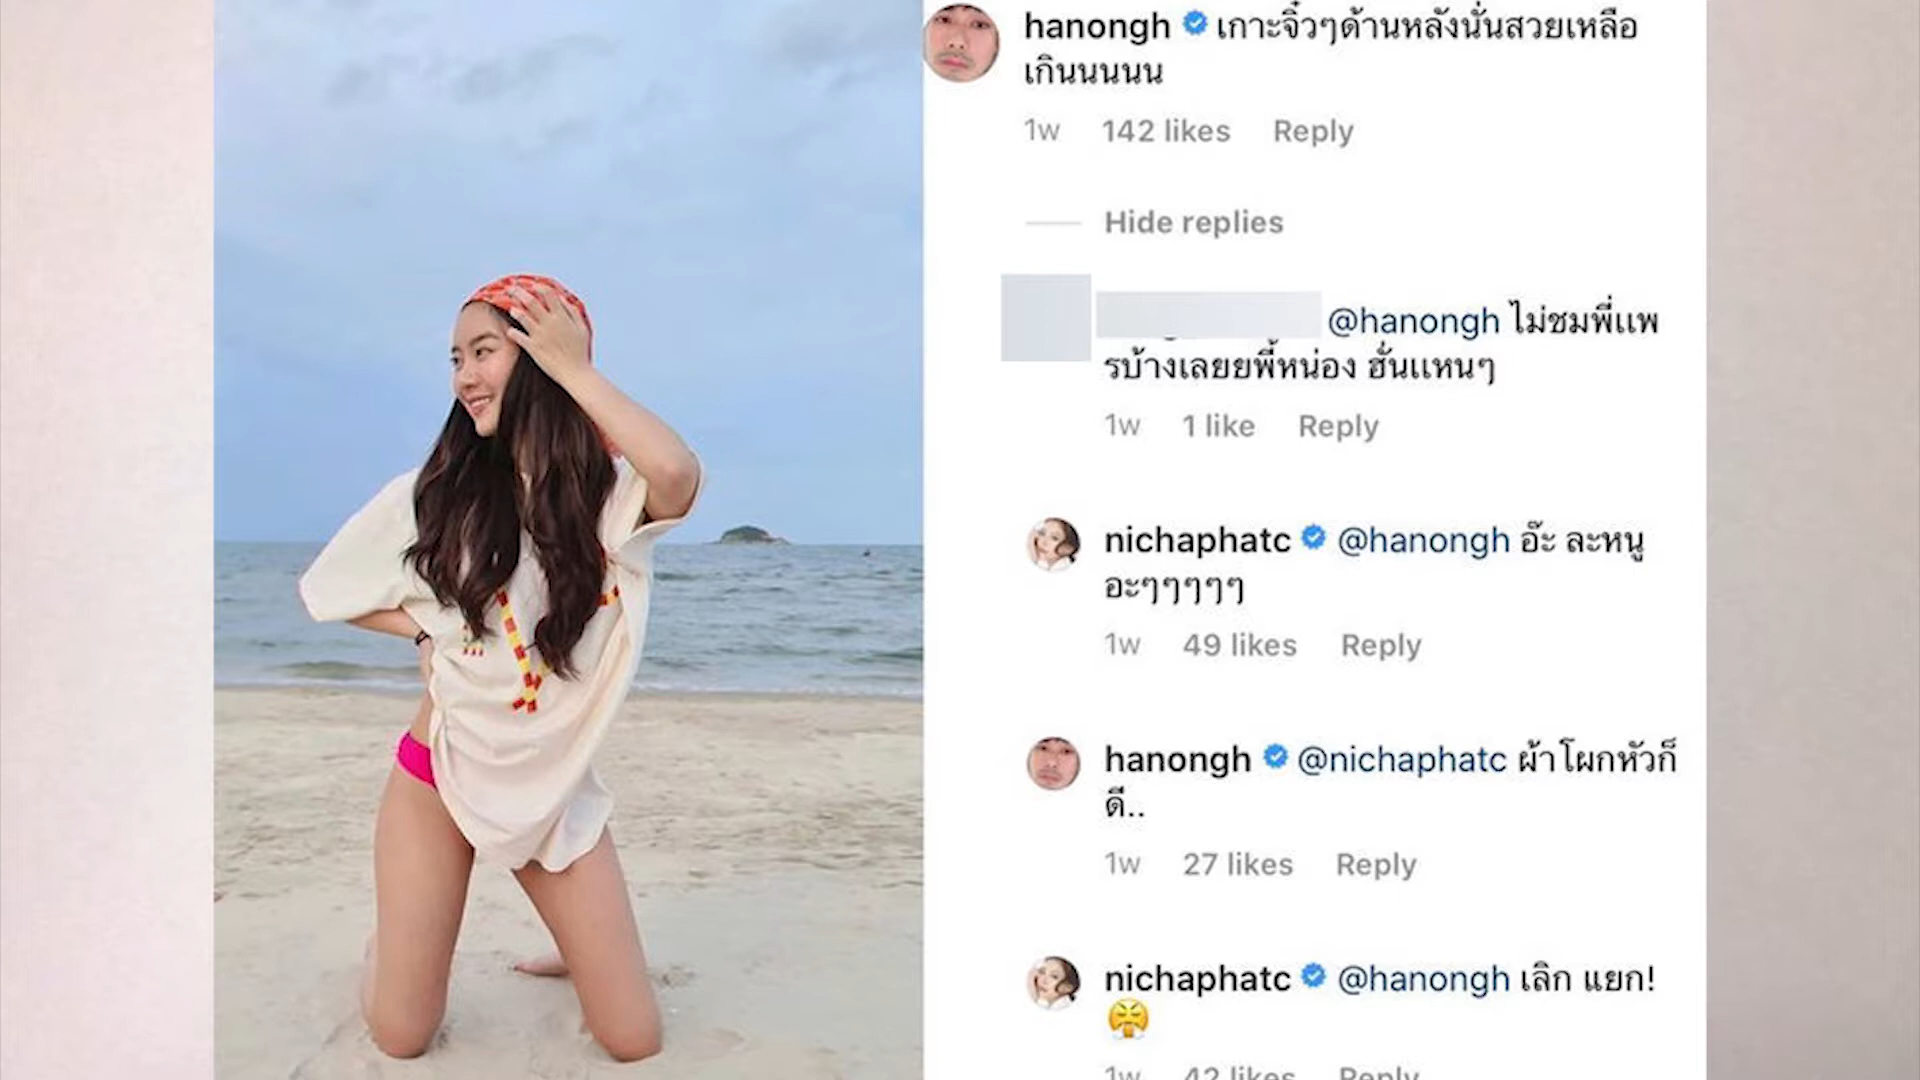 hanongh เกาะจิ๋วๆด้านหลังนั่นสวยเหลือ
เกินนนนน
1w 142 likes Reply
Hide replies
@hanongh ไม่ชมพี่แพ
รบ้างเลยยพี้หน่อง ฮั่นแหนๆ
1w 1 like Reply
nichaphatc @hanongh อ๊ะ ละหนู
อะๆๆๆๆๆ
1w 49 likes Reply
hanongh @nichaphatc ผ้าโผกหัวก็
ดี..
1w 27 likes Reply
nichaphatc @hanongh เลิก แยก!
😤
1w 42 likes Reply